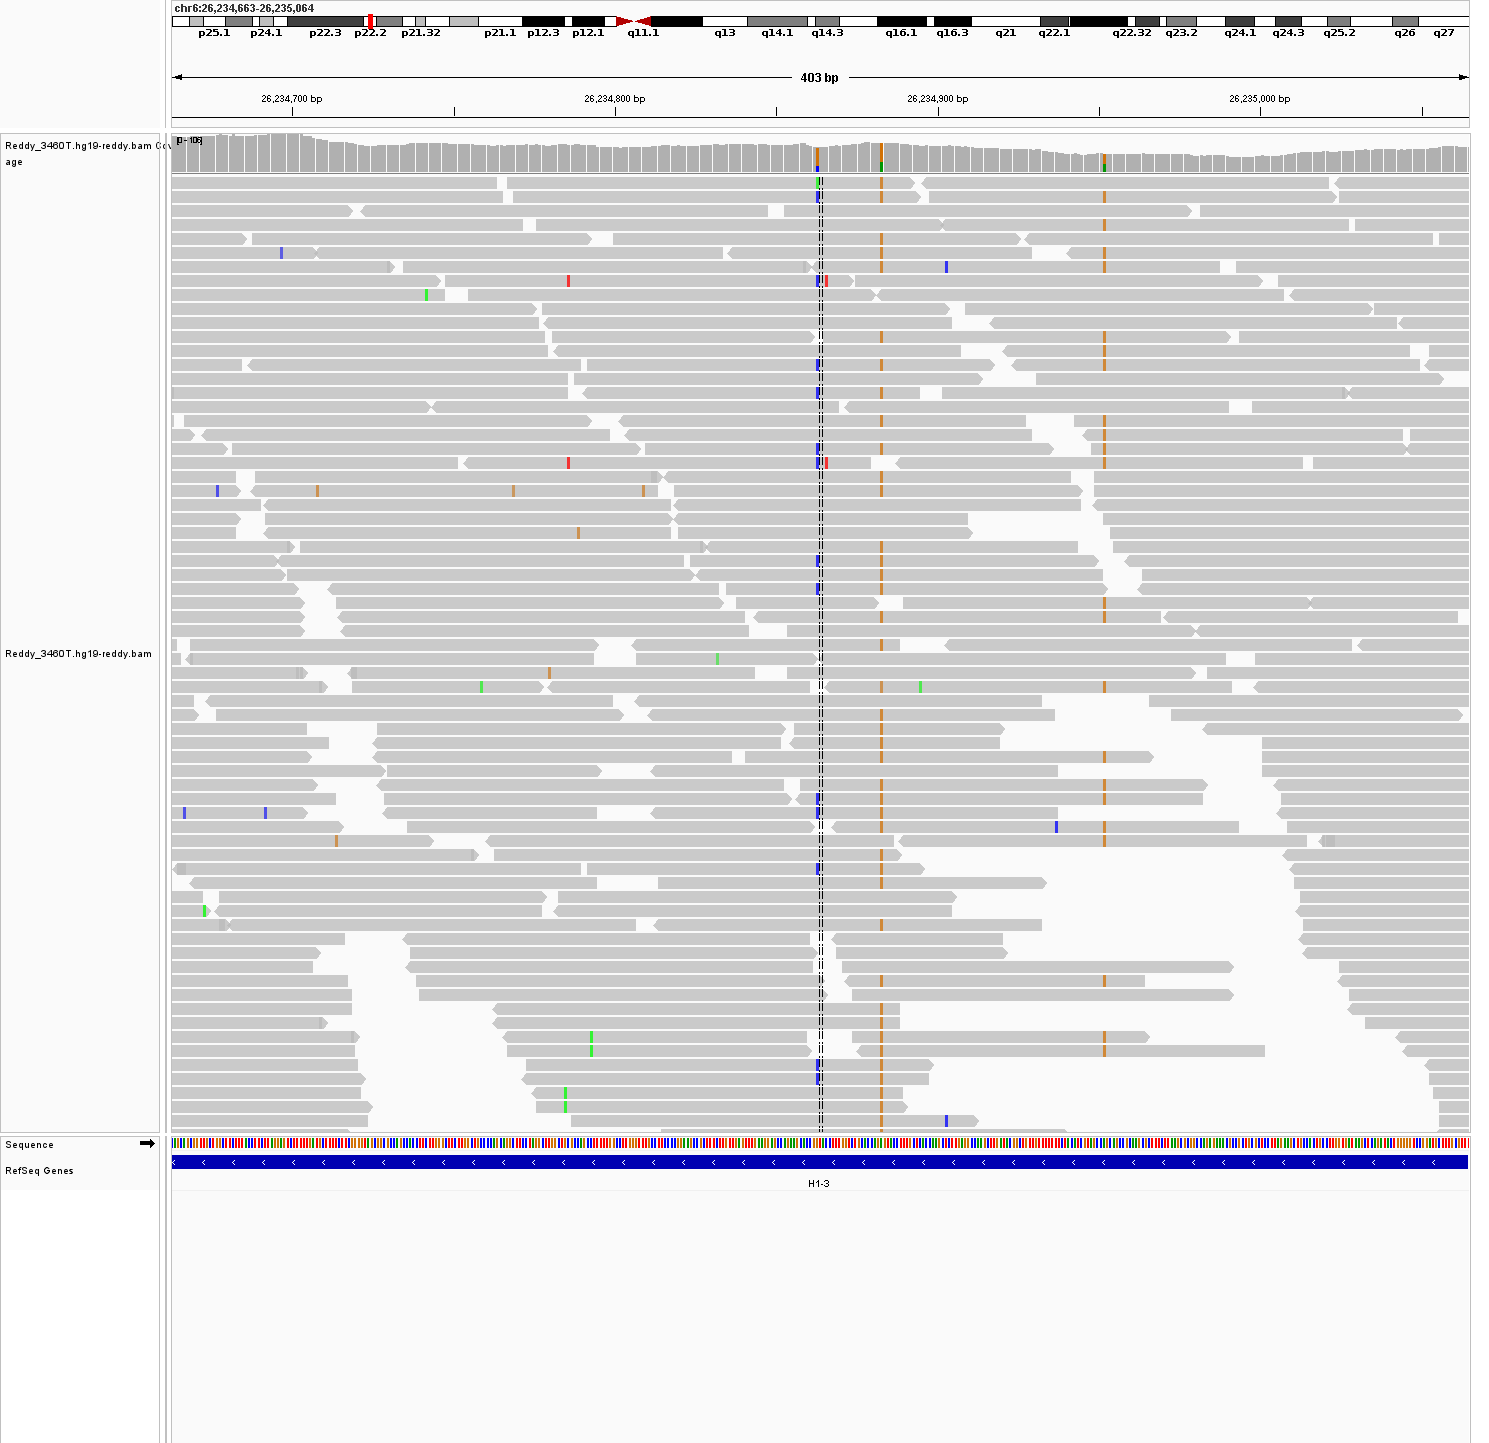 chr6:26,234,663-26,235,064
p25.1 p24.1 p22.3 p22.2 p21.32 p21.1 p12.3 p12.1 q11.1 q13 q14.1 q14.3 q16.1 q16.3 q21 q22.1 q22.32 q23.2 q24.1 q24.3 q25.2 q26 q27
403 bp
26,234,700 bp 26,234,800 bp 26,234,900 bp 26,235,000 bp
[0 - 106]
Reddy_3460T.hg19-reddy.bam Cov
age
Reddy_3460T.hg19-reddy.bam
Sequence
RefSeq Genes
H1-3